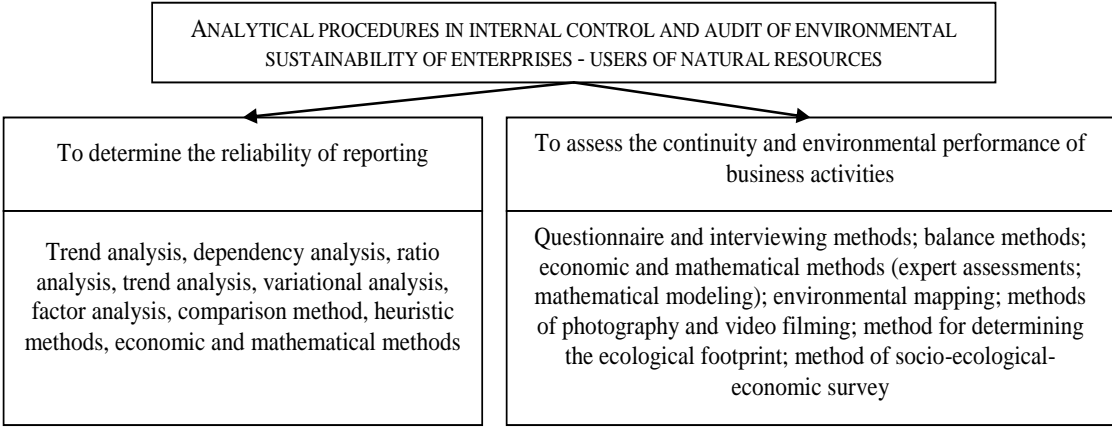 ANALYTICAL PROCEDURES IN INTERNAL CONTROL AND AUDIT OF ENVIRONMENTAL
SUSTAINABILITY OF ENTERPRISES - USERS OF NATURAL RESOURCES
To determine the reliability of reporting
Trend analysis, dependency analysis, ratio
analysis, trend analysis, variational analysis,
factor analysis, comparison method, heuristic
methods, economic and mathematical methods
To assess the continuity and environmental performance of
business activities
Questionnaire and interviewing methods; balance methods;
economic and mathematical methods (expert assessments;
mathematical modeling); environmental mapping; methods
of photography and video filming; method for determining
the ecological footprint; method of socio-ecological-
economic survey